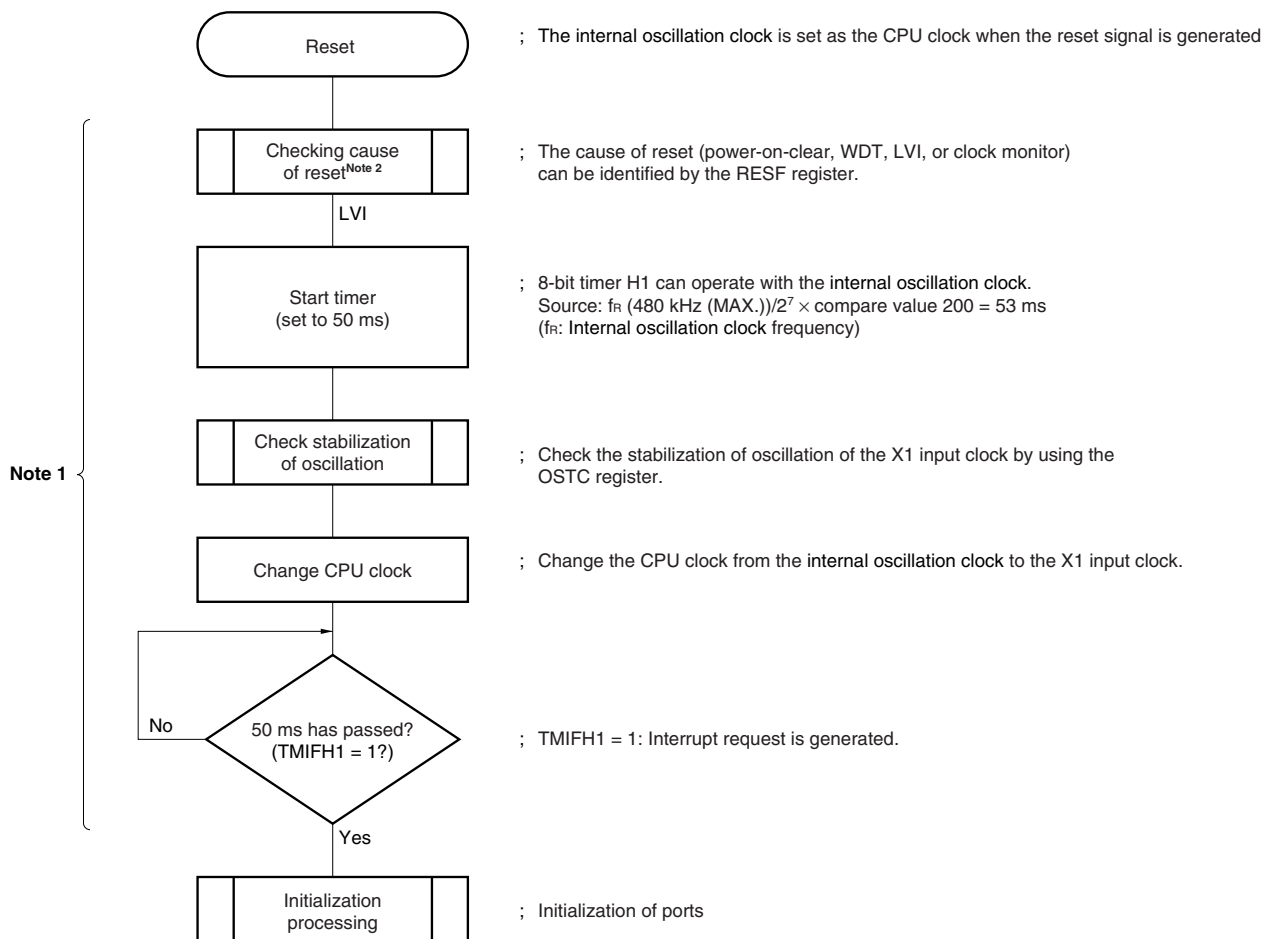 Reset
; The internal oscillation clock is set as the CPU clock when the reset signal is generated
Note 1
Checking cause
of resetNote 2
; The cause of reset (power-on-clear, WDT, LVI, or clock monitor)
can be identified by the RESF register.
LVI
Start timer
(set to 50 ms)
; 8-bit timer H1 can operate with the internal oscillation clock.
Source: fR (480 kHz (MAX.))/2⁷ × compare value 200 = 53 ms
(fR: Internal oscillation clock frequency)
Check stabilization
of oscillation
; Check the stabilization of oscillation of the X1 input clock by using the
OSTC register.
Change CPU clock
; Change the CPU clock from the internal oscillation clock to the X1 input clock.
No
50 ms has passed?
(TMIFH1 = 1?)
; TMIFH1 = 1: Interrupt request is generated.
Yes
Initialization
processing
; Initialization of ports